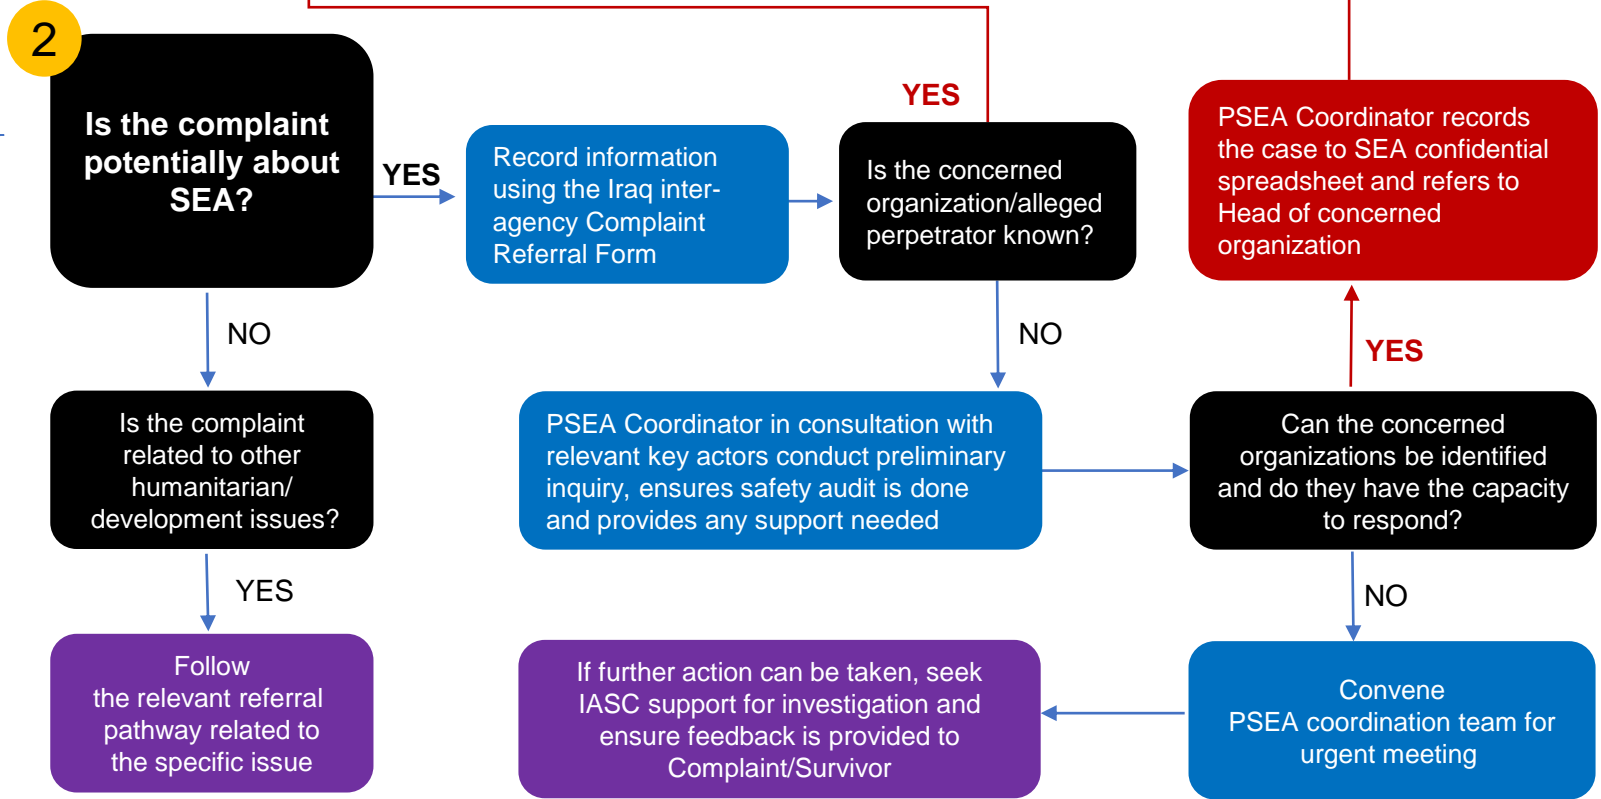 2
Is the complaint
potentially about
SEA?
YES
Record information
using the Iraq inter-
agency Complaint
Referral Form
YES
Is the concerned
organization/alleged
perpetrator known?
PSEA Coordinator records
the case to SEA confidential
spreadsheet and refers to
Head of concerned
organization
NO
NO
YES
Is the complaint
related to other
humanitarian/
development issues?
PSEA Coordinator in consultation with
relevant key actors conduct preliminary
inquiry, ensures safety audit is done
and provides any support needed
Can the concerned
organizations be identified
and do they have the capacity
to respond?
YES
NO
Follow
the relevant referral
pathway related to
the specific issue
If further action can be taken, seek
IASC support for investigation and
ensure feedback is provided to
Complaint/Survivor
Convene
PSEA coordination team for
urgent meeting